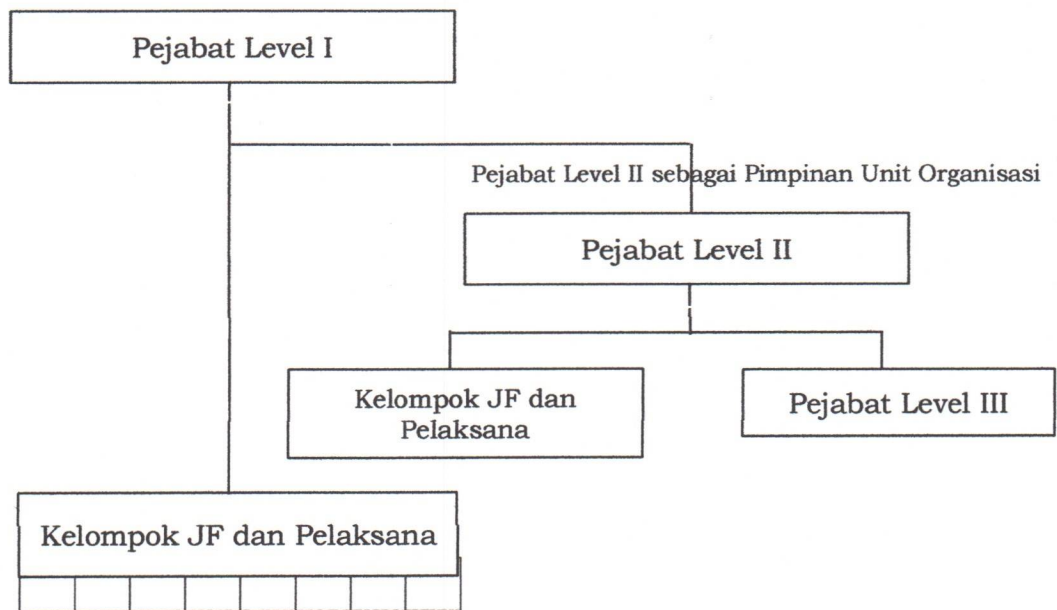 Pejabat Level I
Pejabat Level II sebagai Pimpinan Unit Organisasi
Pejabat Level II
Kelompok JF dan
Pelaksana
Pejabat Level III
Kelompok JF dan Pelaksana